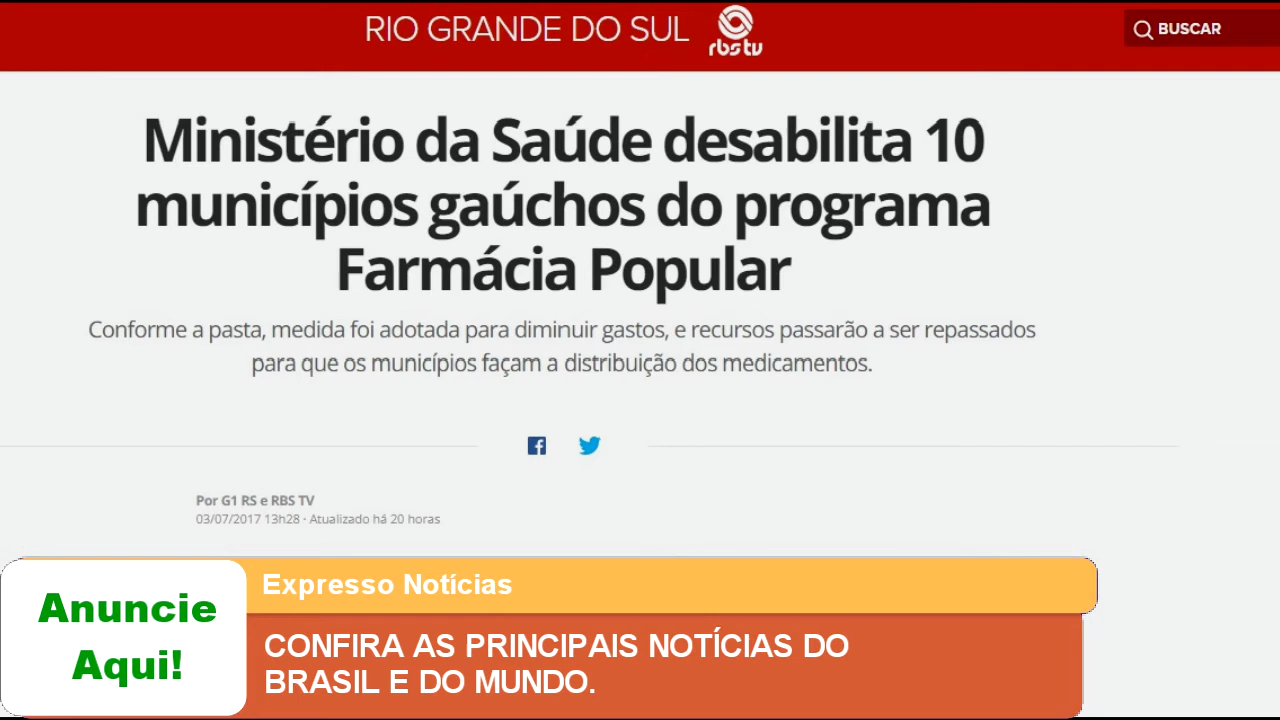 RIO GRANDE DO SUL
rbs tv
BUSCAR
Ministério da Saúde desabilita 10
municípios gaúchos do programa
Farmácia Popular
Conforme a pasta, medida foi adotada para diminuir gastos, e recursos passarão a ser repassados
para que os municípios façam a distribuição dos medicamentos.
Por G1 RS e RBS TV
03/07/2017 13h28 · Atualizado há 20 horas
Anuncie
Aqui!
Expresso Notícias
CONFIRA AS PRINCIPAIS NOTÍCIAS DO
BRASIL E DO MUNDO.